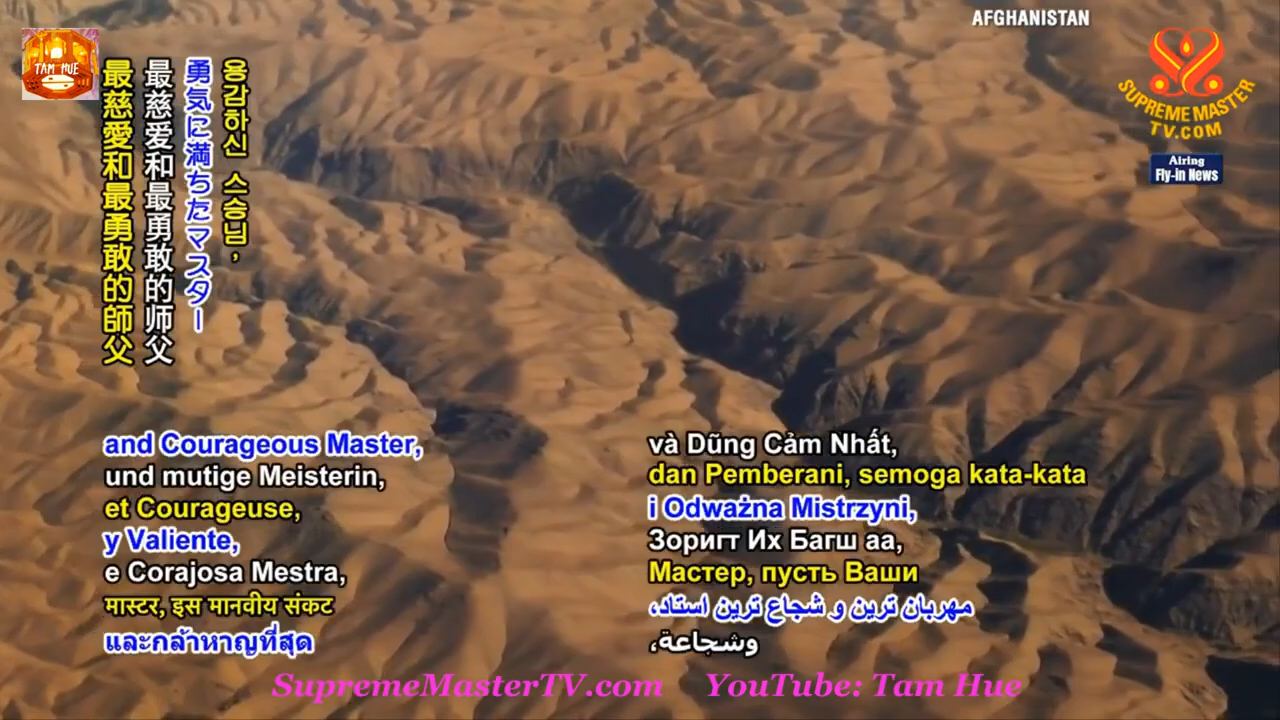 AFGHANISTAN
TAM HUE
SUPREME MASTER
TV.COM
Airing
Fly-in News
용감하신 스승님,
勇気に満ちたマスター
最慈爱和最勇敢的师父
最慈愛和最勇敢的師父
and Courageous Master,
und mutige Meisterin,
et Courageuse,
y Valiente,
e Corajosa Mestra,
मास्टर, इस मानवीय संकट
และกล้าหาญที่สุด
và Dũng Cảm Nhất,
dan Pemberani, semoga kata-kata
i Odważna Mistrzyni,
Зоригт Их Багш аа,
Мастер, пусть Ваши
مهربان ترین و شجاع ترین استاد،
وشجاعة،
SupremeMasterTV.com YouTube: Tam Hue